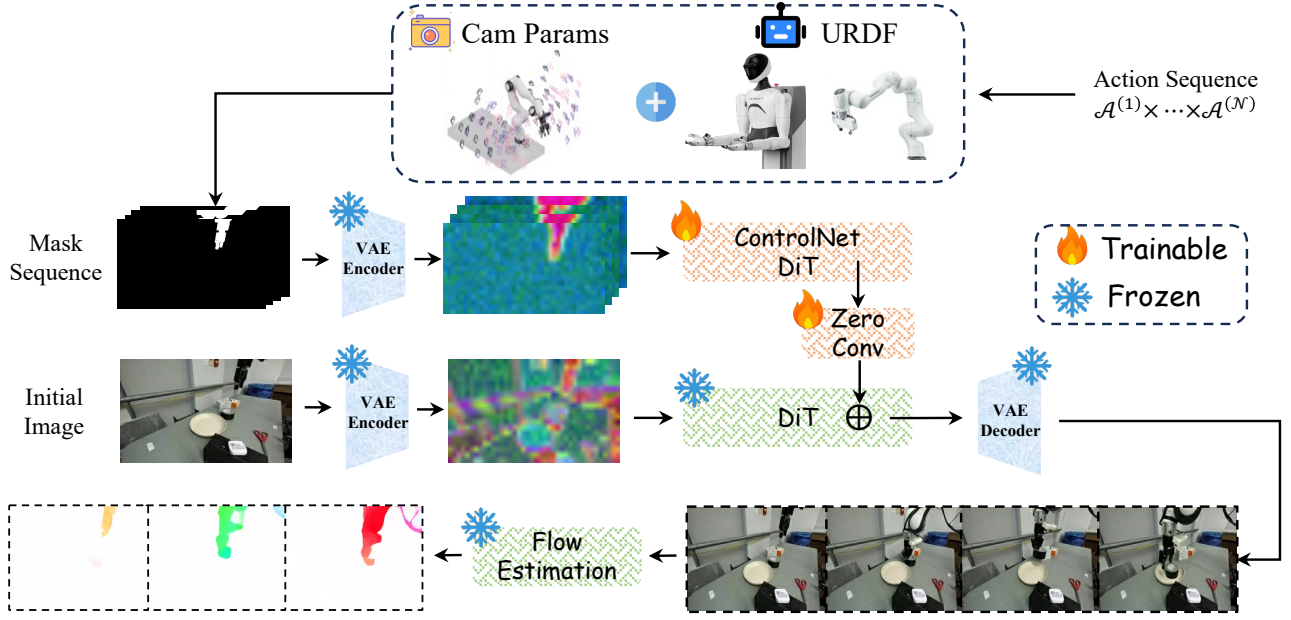 Cam Params
URDF
Action Sequence
𝒜⁽¹⁾× ⋯ ×𝒜⁽ᴺ⁾
Mask
Sequence
VAE
Encoder
ControlNet
DiT
Trainable
Frozen
Zero
Conv
Initial
Image
VAE
Encoder
DiT
VAE
Decoder
Flow
Estimation